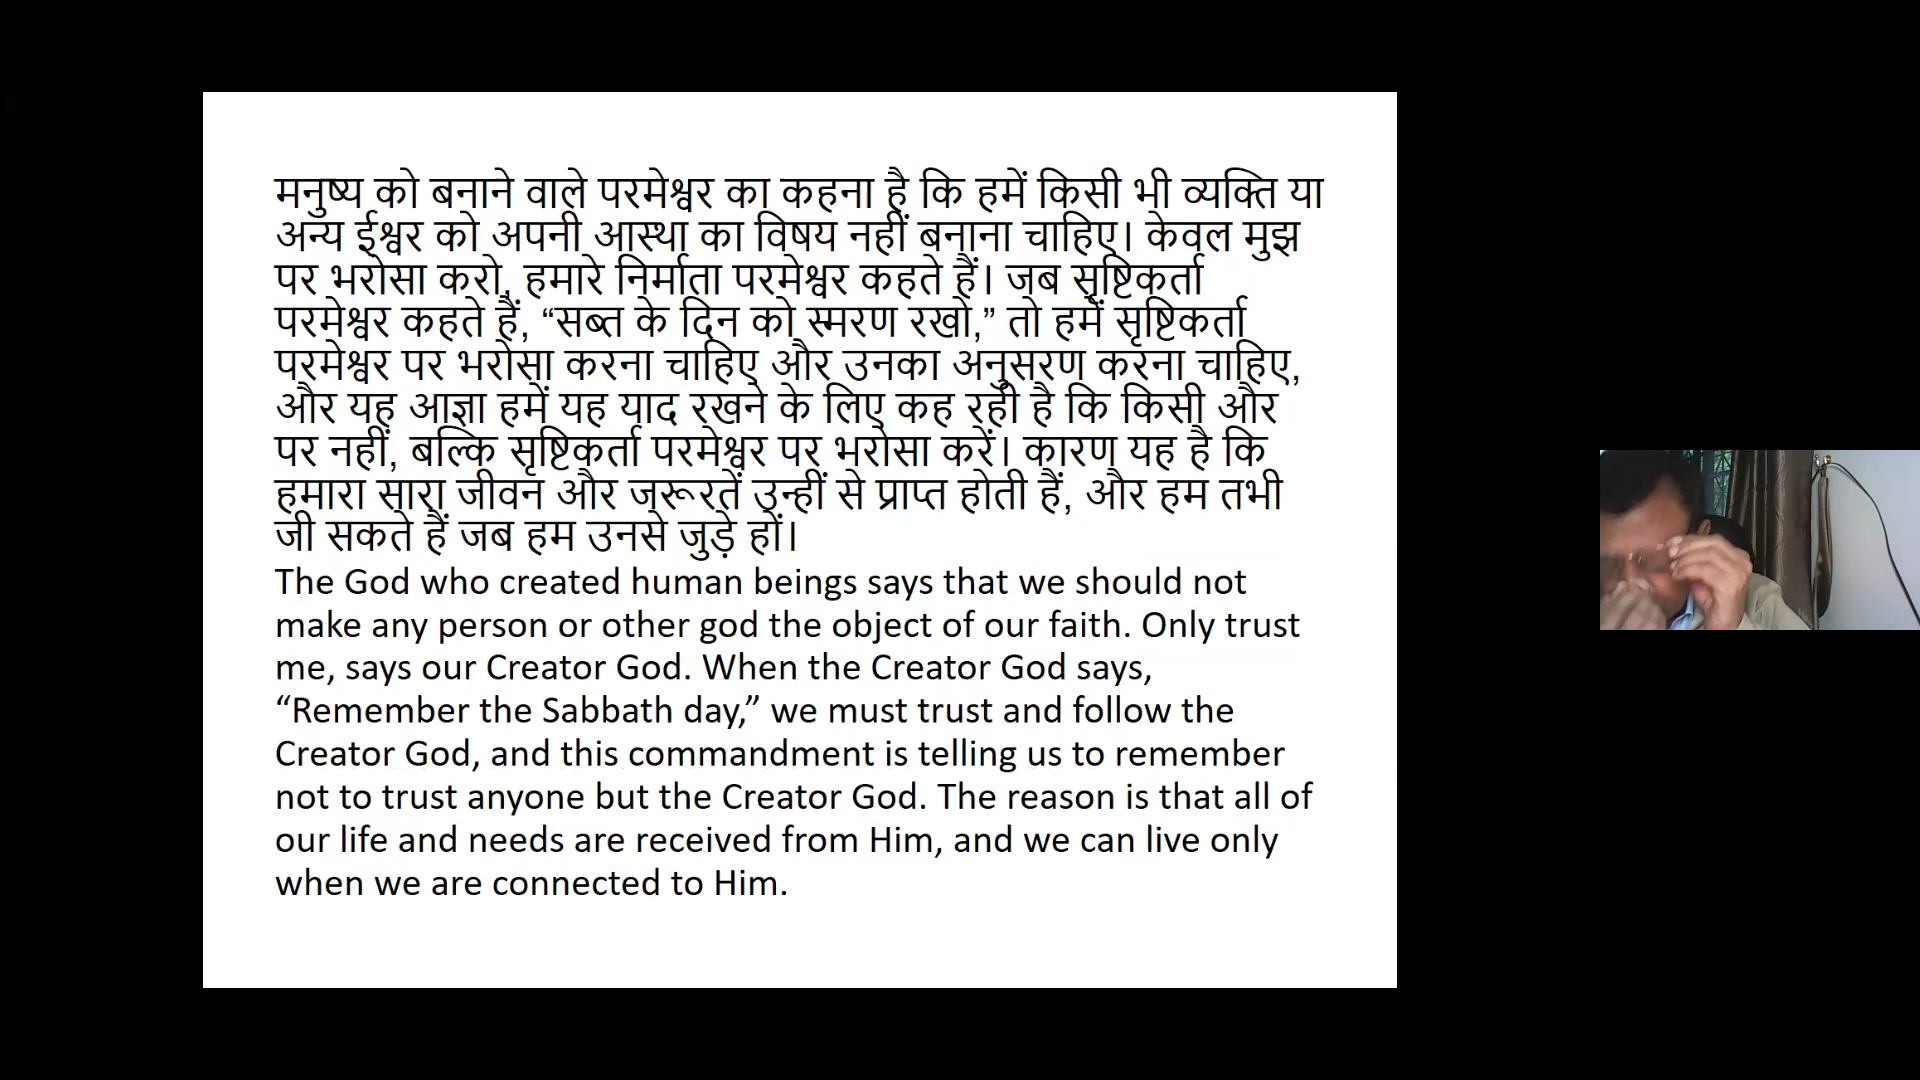 मनुष्य को बनाने वाले परमेश्वर का कहना है कि हमें किसी भी व्यक्ति या
अन्य ईश्वर को अपनी आस्था का विषय नहीं बनाना चाहिए। केवल मुझ
पर भरोसा करो, हमारे निर्माता परमेश्वर कहते हैं। जब सृष्टिकर्ता
परमेश्वर कहते हैं, “सब्त के दिन को स्मरण रखो,” तो हमें सृष्टिकर्ता
परमेश्वर पर भरोसा करना चाहिए और उनका अनुसरण करना चाहिए,
और यह आज्ञा हमें यह याद रखने के लिए कह रही है कि किसी और
पर नहीं, बल्कि सृष्टिकर्ता परमेश्वर पर भरोसा करें। कारण यह है कि
हमारा सारा जीवन और जरूरतें उन्हीं से प्राप्त होती हैं, और हम तभी
जी सकते हैं जब हम उनसे जुड़े हों।
The God who created human beings says that we should not
make any person or other god the object of our faith. Only trust
me, says our Creator God. When the Creator God says,
“Remember the Sabbath day,” we must trust and follow the
Creator God, and this commandment is telling us to remember
not to trust anyone but the Creator God. The reason is that all of
our life and needs are received from Him, and we can live only
when we are connected to Him.